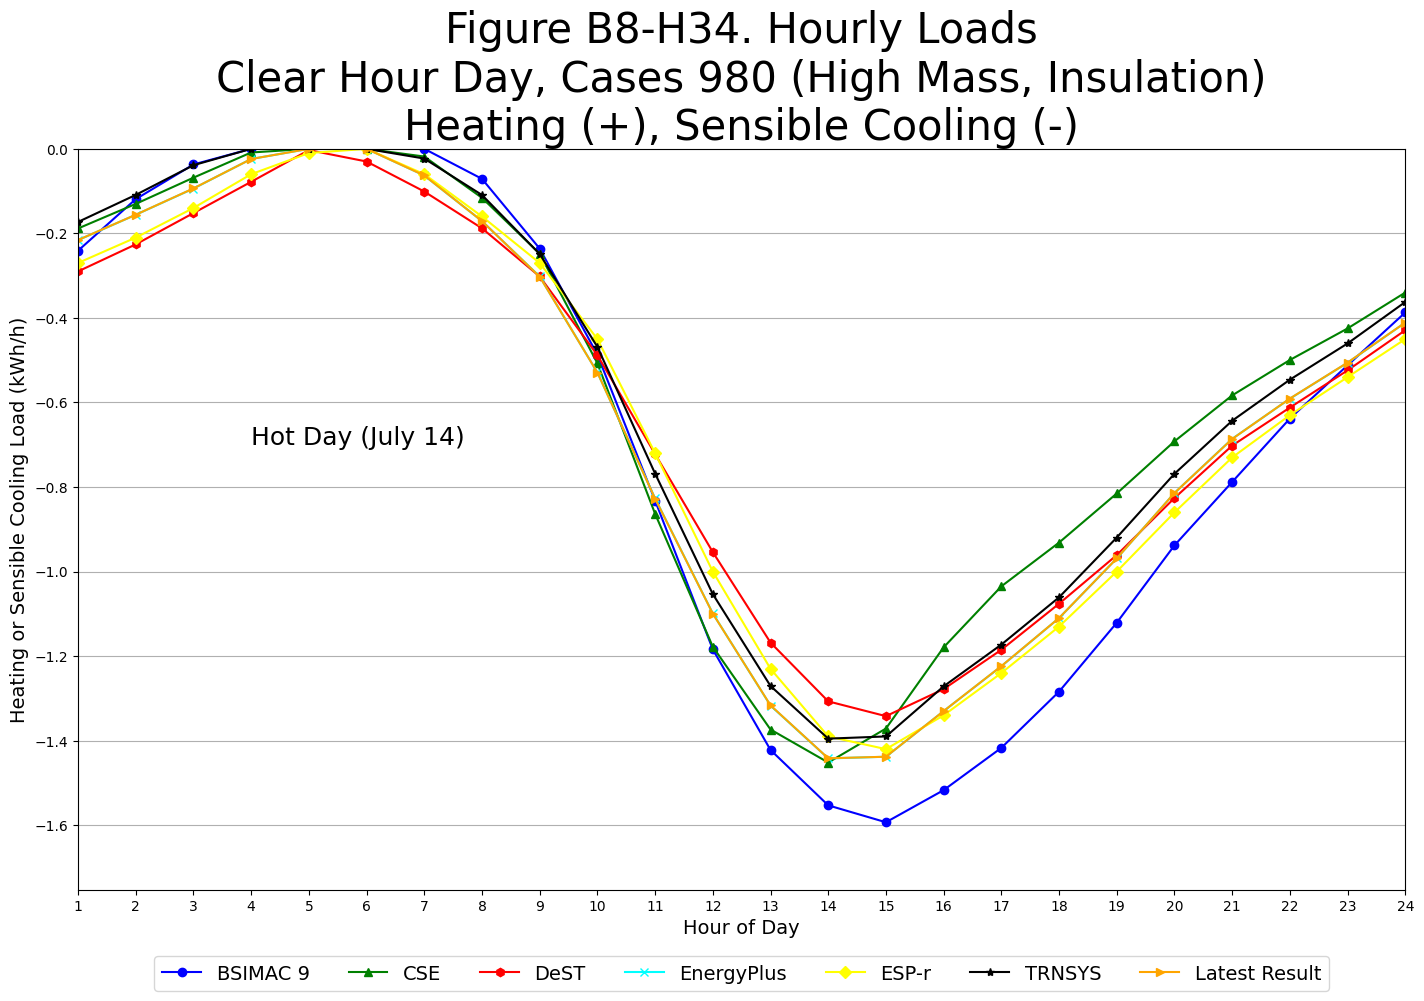 Figure B8-H34. Hourly Loads
Clear Hour Day, Cases 980 (High Mass, Insulation)
Heating (+), Sensible Cooling (-)
Heating or Sensible Cooling Load (kWh/h)
0.0
−0.2
−0.4
−0.6
−0.8
−1.0
−1.2
−1.4
−1.6
Hot Day (July 14)
1 2 3 4 5 6 7 8 9 10 11 12 13 14 15 16 17 18 19 20 21 22 23 24
Hour of Day
BSIMAC 9 CSE DeST EnergyPlus ESP-r TRNSYS Latest Result